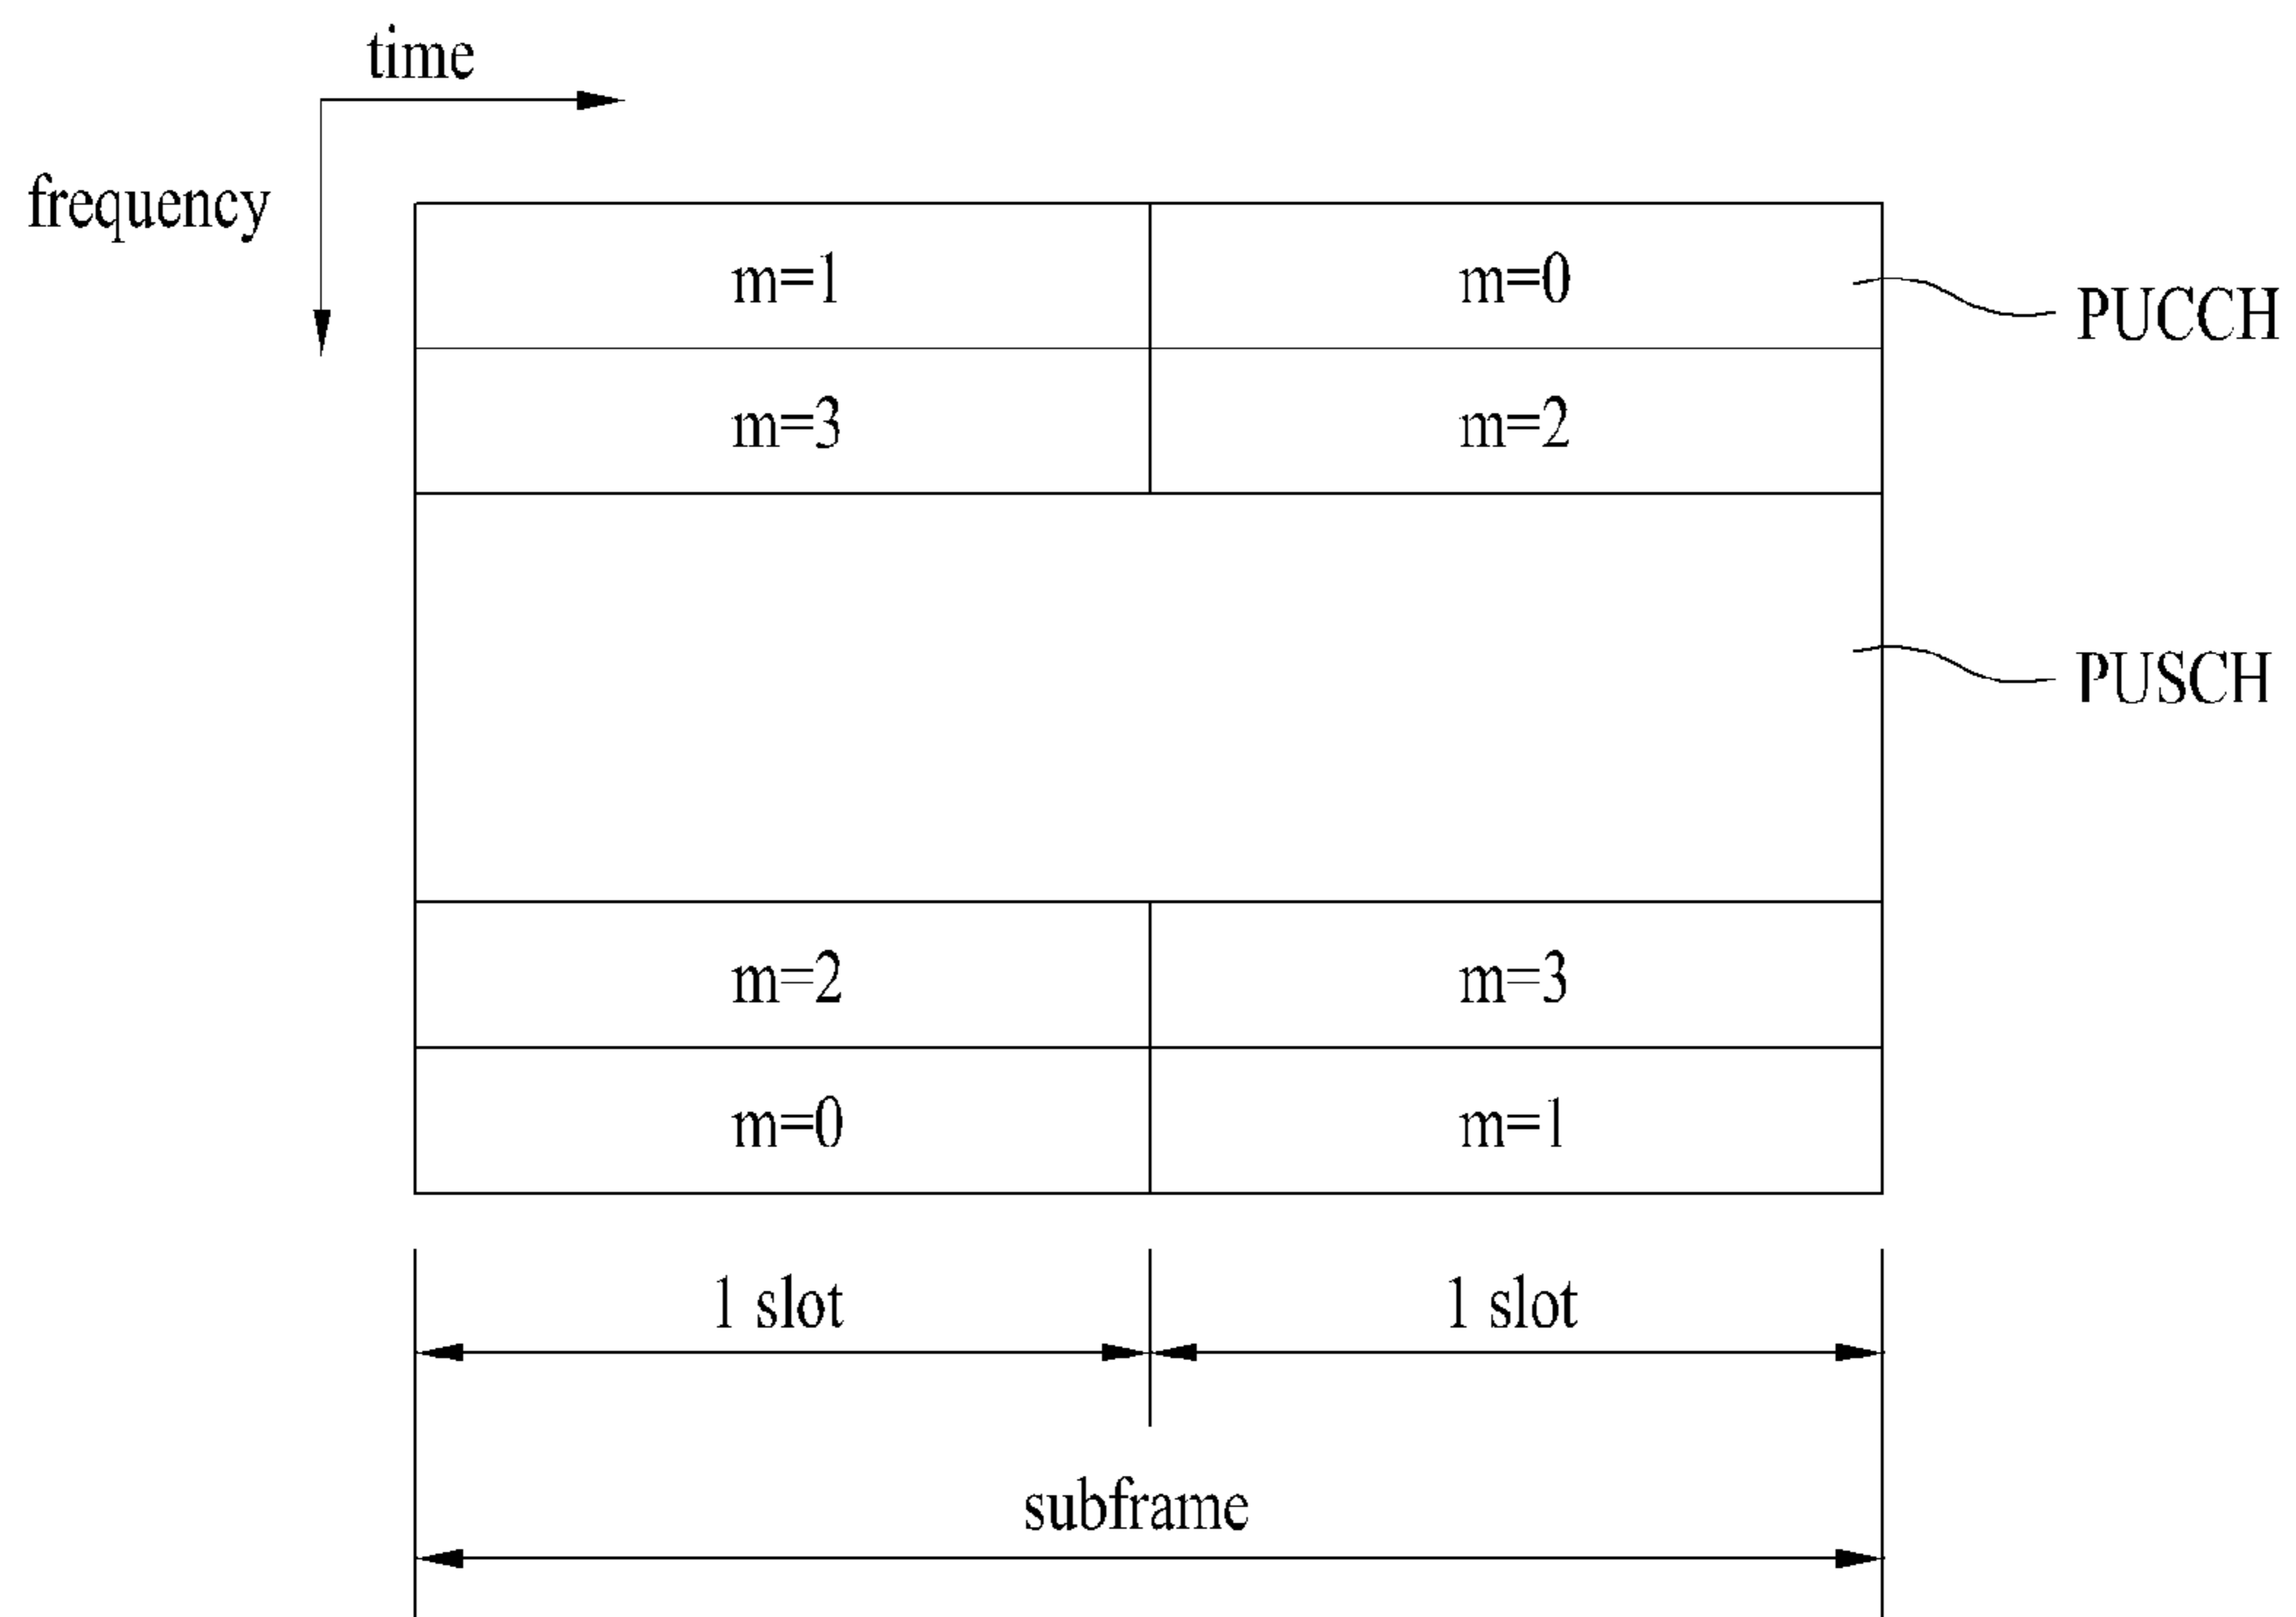 time
frequency
m=1
m=0
PUCCH
m=3
m=2
PUSCH
m=2
m=3
m=0
m=1
1 slot
1 slot
subframe